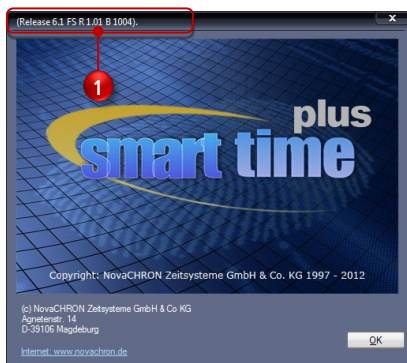 (Release 6.1 FS R 1.01 B 1004).
x
1
plus
smart time
Copyright: NovaCHRON Zeitsysteme GmbH & Co. KG 1997 - 2012
(c) NovaCHRON Zeitsysteme GmbH & Co KG
Agnetenstr. 14
D-39106 Magdeburg
Internet: www.novachron.de
OK